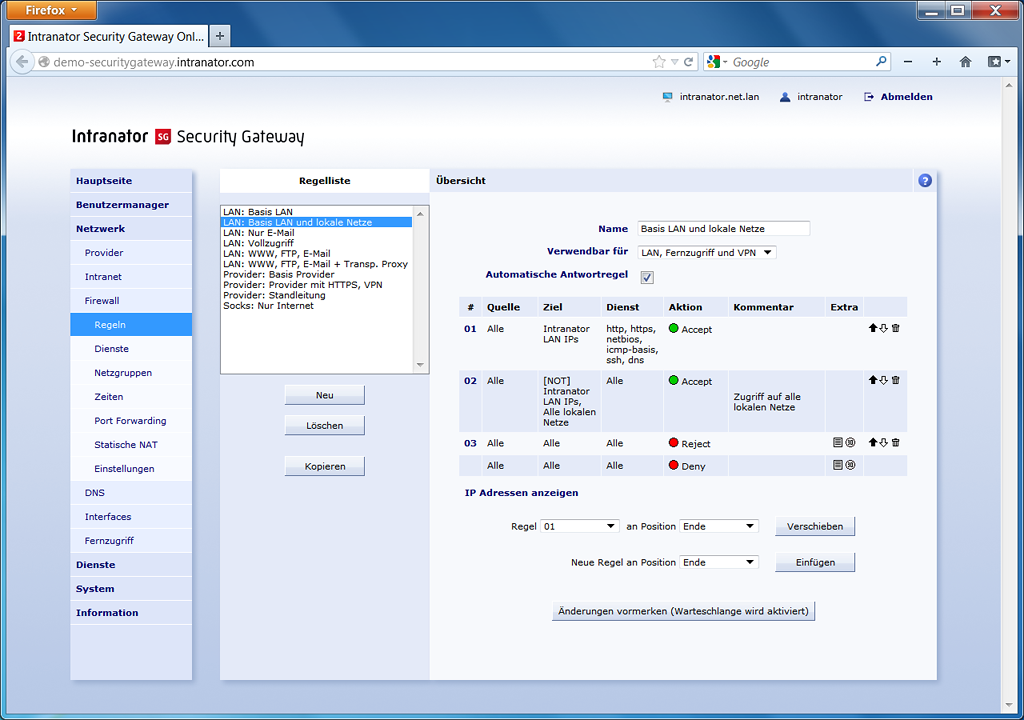 Firefox
2 Intranator Security Gateway Onl...
demo-securitygateway.intranator.com
Google
intranator.net.lan intranator Abmelden
Intranator SG Security Gateway
Hauptseite
Benutzermanager
Netzwerk
Provider
Intranet
Firewall
Regeln
Dienste
Netzgruppen
Zeiten
Port Forwarding
Statische NAT
Einstellungen
DNS
Interfaces
Fernzugriff
Dienste
System
Information
Regelliste
LAN: Basis LAN
LAN: Basis LAN und lokale Netze
LAN: Nur E-Mail
LAN: Vollzugriff
LAN: WWW, FTP, E-Mail
LAN: WWW, FTP, E-Mail + Transp. Proxy
Provider: Basis Provider
Provider: Provider mit HTTPS, VPN
Provider: Standleitung
Socks: Nur Internet
Neu
Löschen
Kopieren
Übersicht
?
Name Basis LAN und lokale Netze
Verwendbar für LAN, Fernzugriff und VPN
Automatische Antwortregel
# Quelle Ziel Dienst Aktion Kommentar Extra
01 Alle Intranator http, https, Accept
LAN IPs netbios,
icmp-basis,
ssh, dns
02 Alle [NOT] Alle Accept
Intranator Zugriff auf alle
LAN IPs, lokalen Netze
Alle lokalen
Netze
03 Alle Alle Alle Reject
Alle Alle Alle Deny
IP Adressen anzeigen
Regel 01 an Position Ende Verschieben
Neue Regel an Position Ende Einfügen
Änderungen vormerken (Warteschlange wird aktiviert)